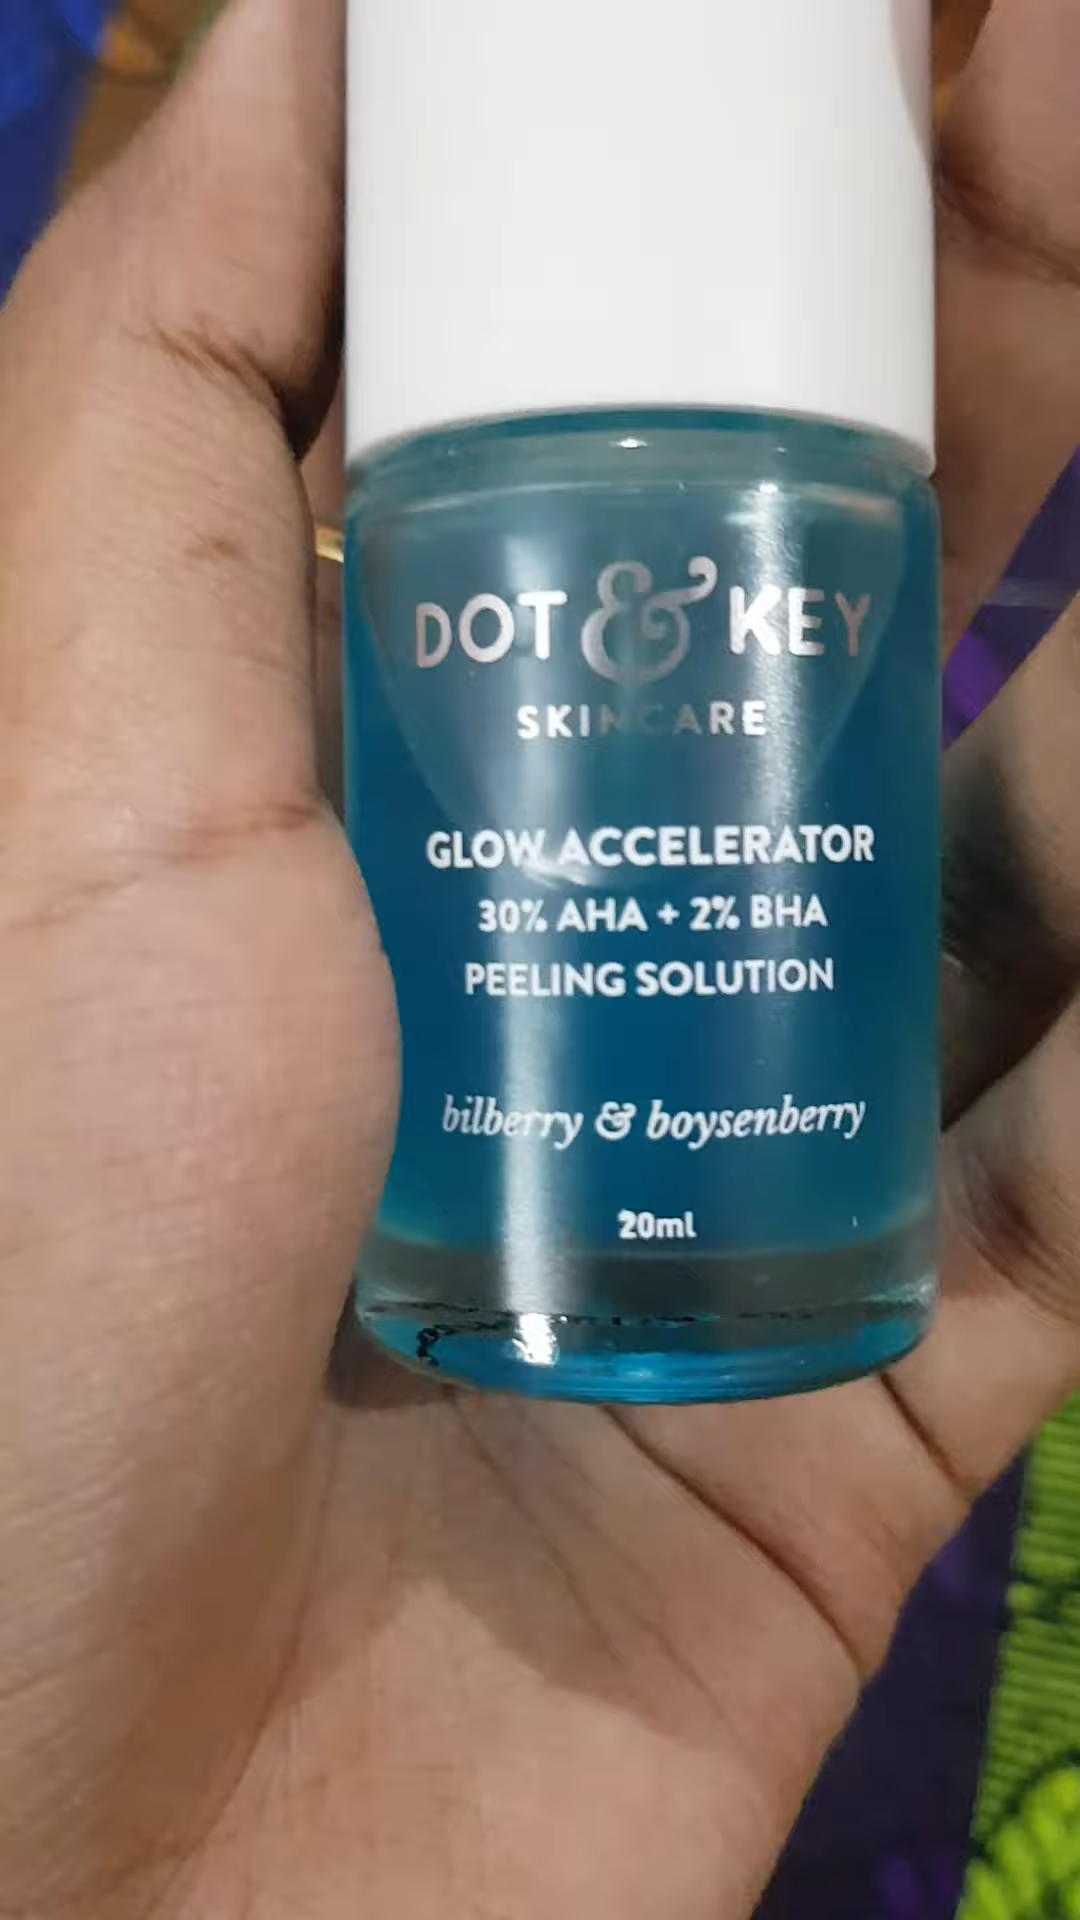 DOT & KEY
SKINCARE
GLOW ACCELERATOR
30% AHA + 2% BHA
PEELING SOLUTION
bilberry & boysenberry
20ml